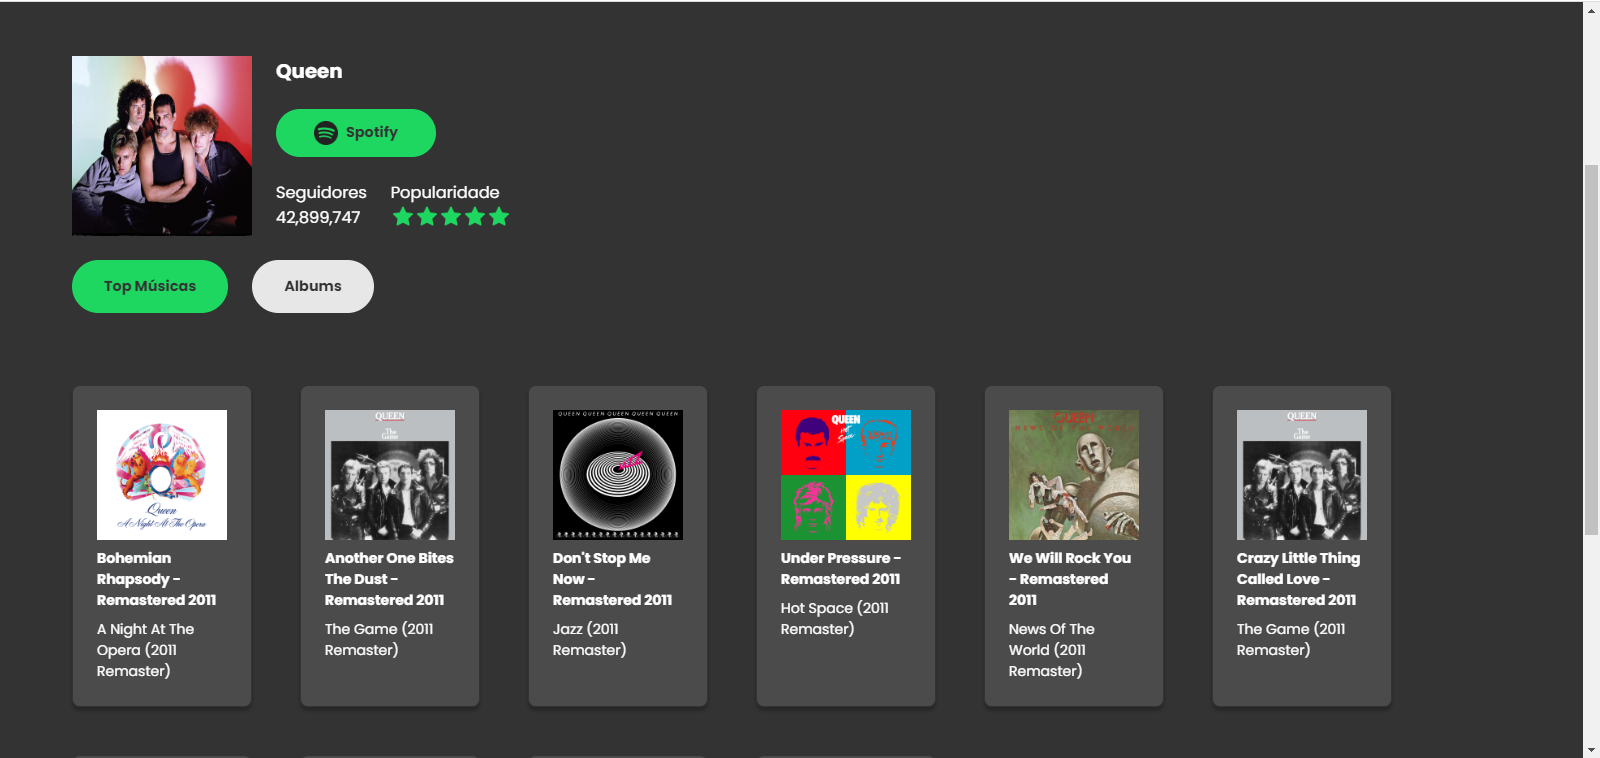 Queen
Spotify
Seguidores
Popularidade
42,899,747
Top Músicas
Albums
Queen
A Night At The Opera
Bohemian
Rhapsody -
Remastered 2011
A Night At The
Opera (2011
Remaster)
QUEEN
The
Game
Another One Bites
The Dust -
Remastered 2011
The Game (2011
Remaster)
QUEEN QUEEN QUEEN QUEEN QUEEN QUEEN
Don't Stop Me
Now -
Remastered 2011
Jazz (2011
Remaster)
QUEEN
Hot
Space
Under Pressure -
Remastered 2011
Hot Space (2011
Remaster)
QUEEN
NEWS OF THE WORLD
We Will Rock You
- Remastered
2011
News Of The
World (2011
Remaster)
QUEEN
The
Game
Crazy Little Thing
Called Love -
Remastered 2011
The Game (2011
Remaster)